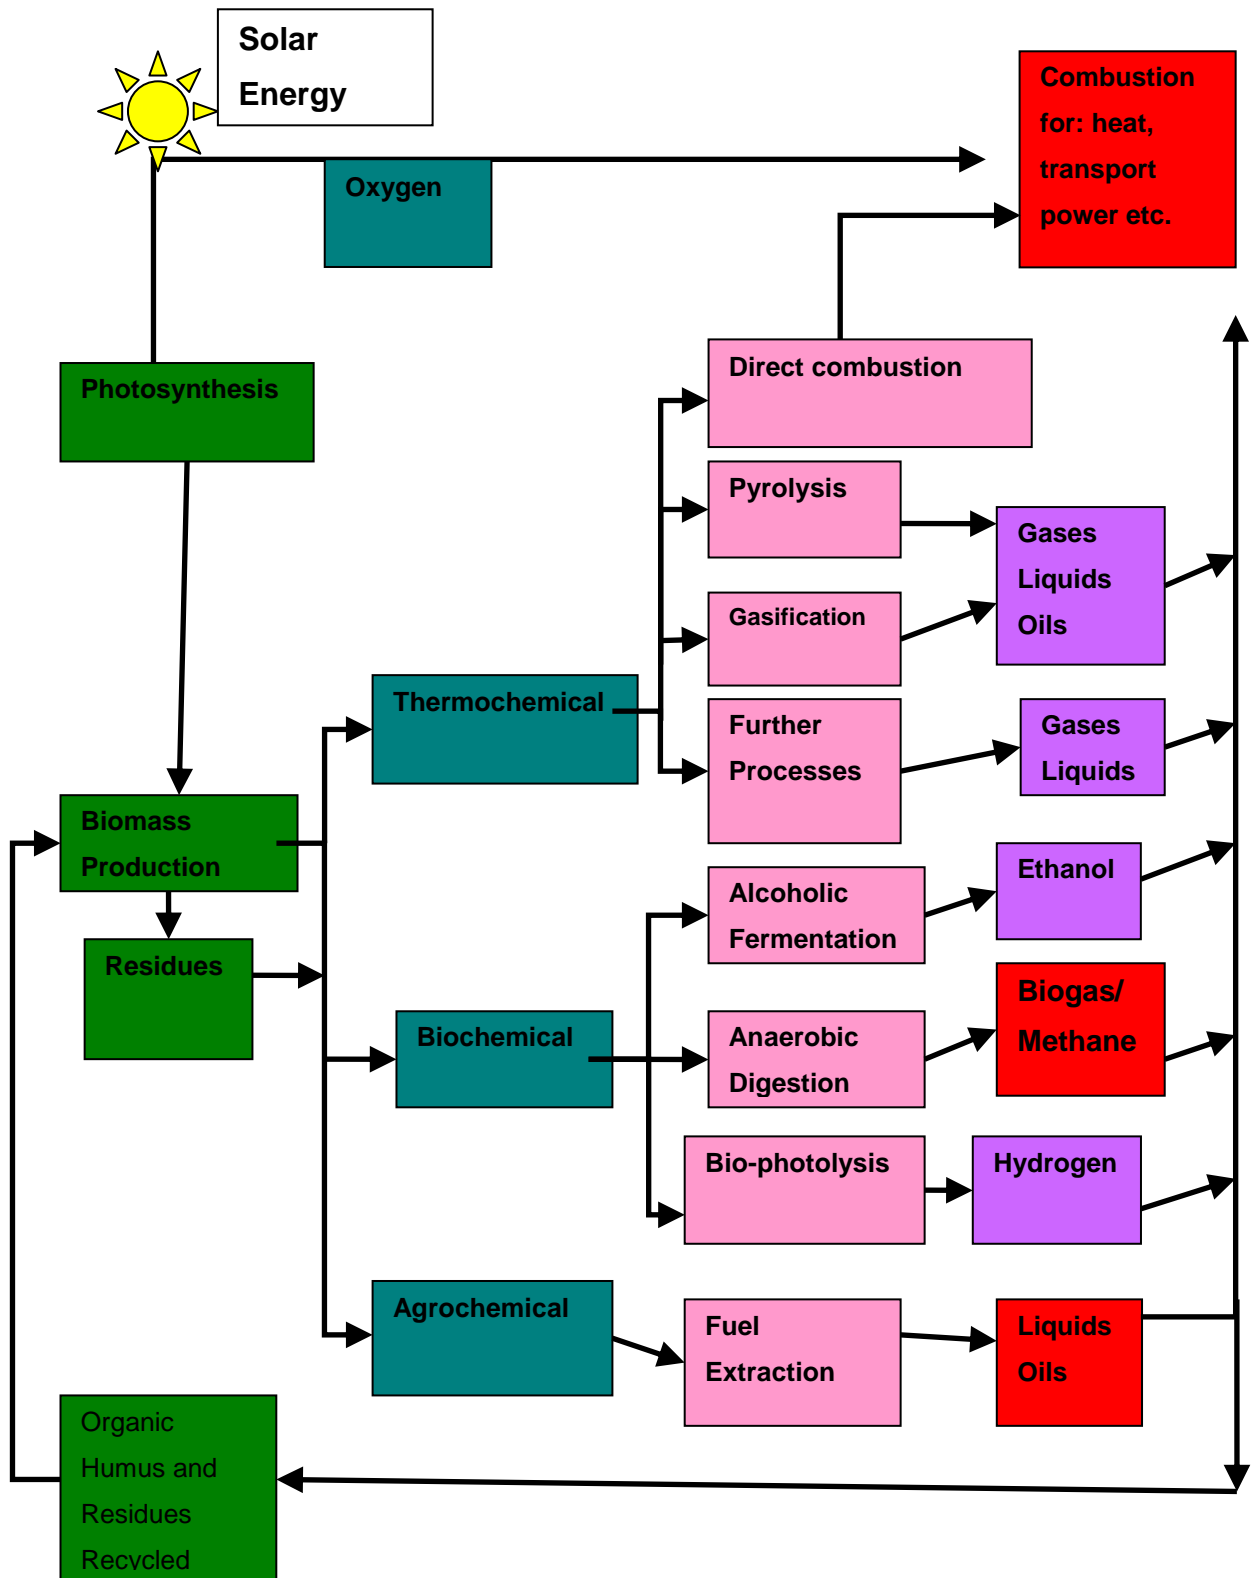 Solar
Energy
Combustion
for: heat,
transport
power etc.
Oxygen
Photosynthesis
Direct combustion
Pyrolysis
Gases
Liquids
Oils
Gasification
Thermochemical
Further
Processes
Gases
Liquids
Biomass
Production
Residues
Alcoholic
Fermentation
Ethanol
Biochemical
Anaerobic
Digestion
Biogas/
Methane
Bio-photolysis
Hydrogen
Agrochemical
Fuel
Extraction
Liquids
Oils
Organic
Humus and
Residues
Recycled